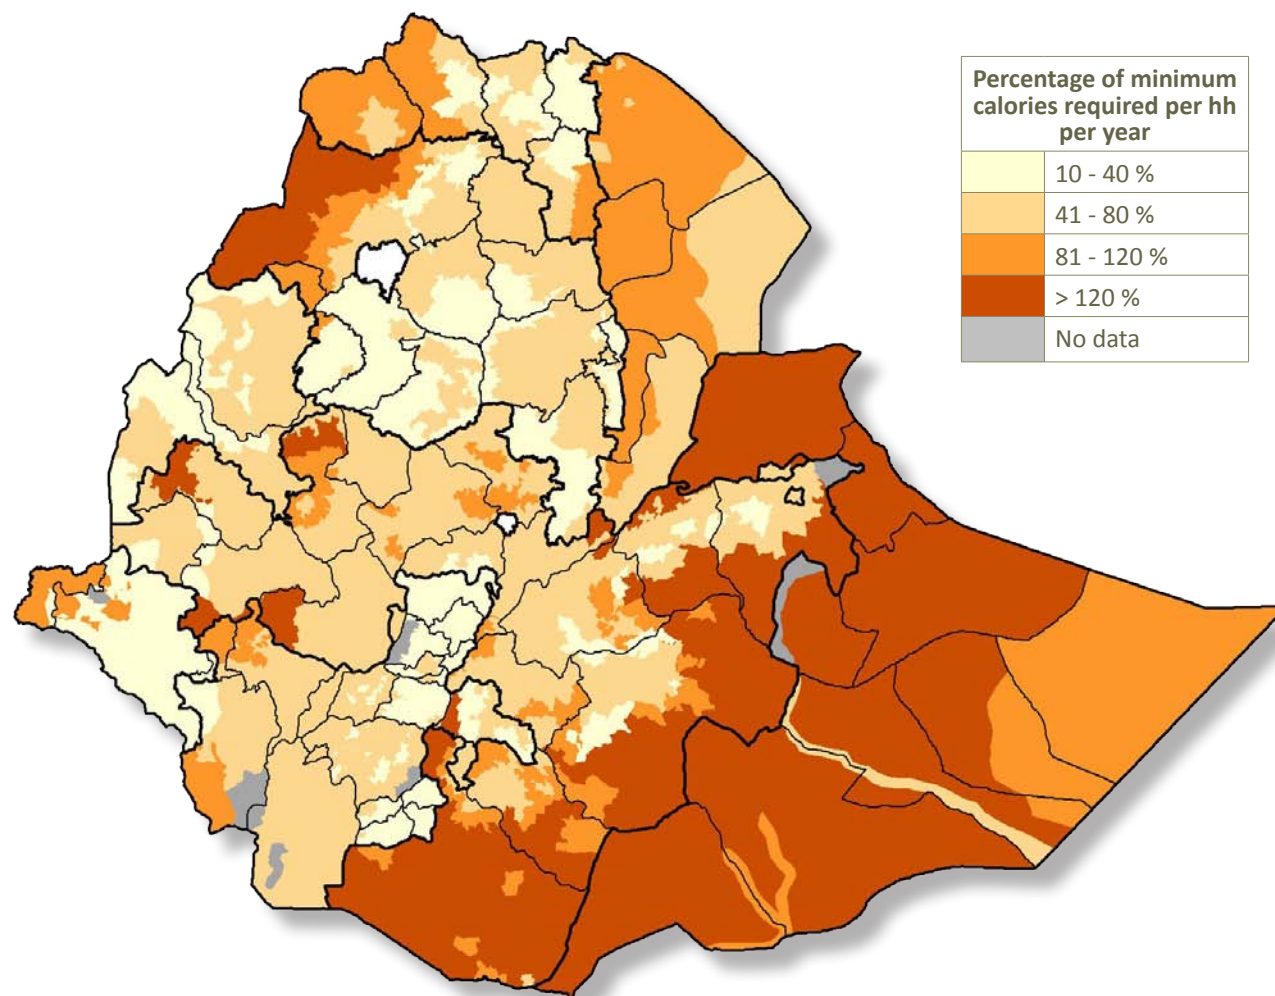 Percentage of minimum
calories required per hh
per year
10 - 40 %
41 - 80 %
81 - 120 %
> 120 %
No data